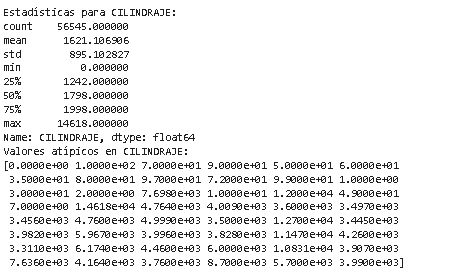 Estadísticas para CILINDRAJE:
count    56545.000000
mean      1621.106906
std        895.102827
min          0.000000
25%       1242.000000
50%       1798.000000
75%       1998.000000
max      14618.000000
Name: CILINDRAJE, dtype: float64
Valores atípicos en CILINDRAJE:
[0.0000e+00 1.0000e+02 7.0000e+01 9.0000e+01 5.0000e+01 6.0000e+01
3.5000e+01 8.0000e+01 9.7000e+01 7.2000e+01 9.9000e+01 1.0000e+00
3.0000e+01 2.0000e+00 7.6980e+03 1.0000e+01 1.2000e+04 4.9000e+01
7.0000e+00 1.4618e+04 4.7640e+03 4.0090e+03 3.6000e+03 3.4970e+03
3.4560e+03 4.7600e+03 4.9990e+03 3.5000e+03 1.2700e+04 3.4450e+03
3.9820e+03 5.9670e+03 3.9960e+03 3.8280e+03 1.1470e+04 4.2600e+03
3.3110e+03 6.1740e+03 4.4600e+03 6.0000e+03 1.0831e+04 3.9070e+03
7.6360e+03 4.1640e+03 3.7600e+03 8.7000e+03 5.7000e+03 3.9900e+03]